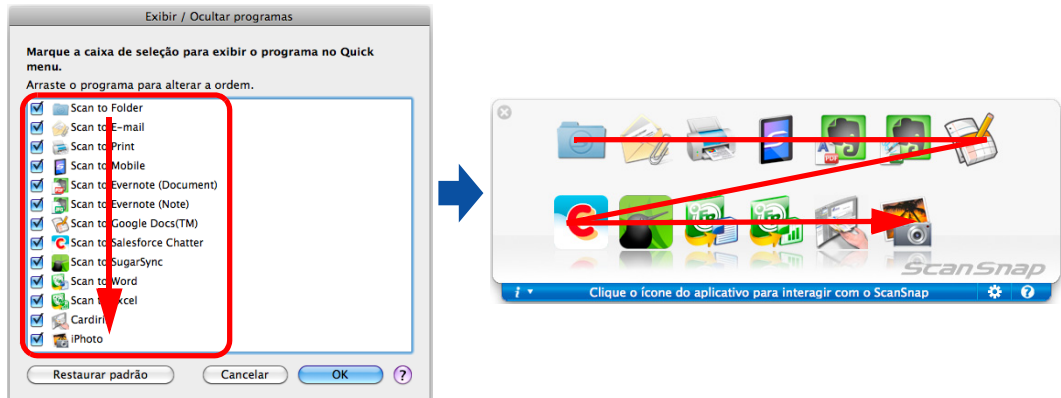 Exibir / Ocultar programas
Marque a caixa de seleção para exibir o programa no Quick
menu.
Arraste o programa para alterar a ordem.
Scan to Folder
Scan to E-mail
Scan to Print
Scan to Mobile
Scan to Evernote (Document)
Scan to Evernote (Note)
Scan to Google Docs(TM)
Scan to Salesforce Chatter
Scan to SugarSync
Scan to Word
Scan to Excel
Cardiris
iPhoto
Restaurar padrão
Cancelar
OK
?
A
PDF
ScanSnap
i
Clique o ícone do aplicativo para interagir com o ScanSnap
?